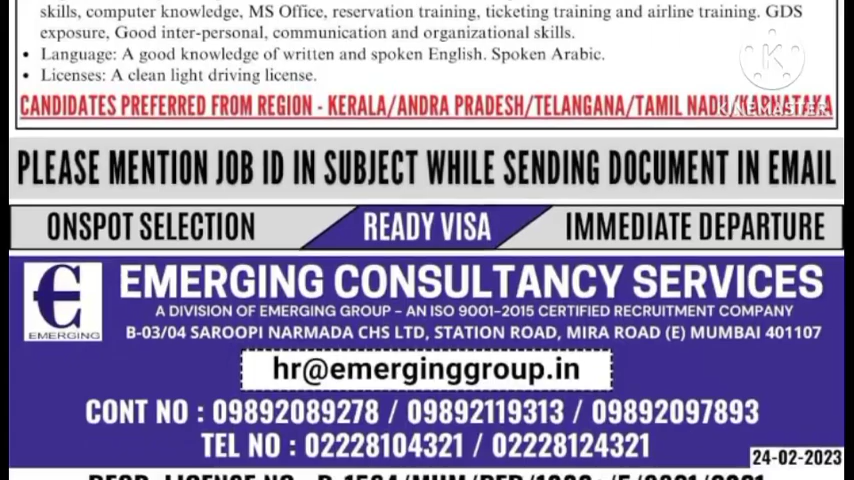 skills, computer knowledge, MS Office, reservation training, ticketing training and airline training. GDS
exposure, Good inter-personal, communication and organizational skills.
• Language: A good knowledge of written and spoken English. Spoken Arabic.
• Licenses: A clean light driving license.
K
KINEMASTER
CANDIDATES PREFERRED FROM REGION - KERALA/ANDRA PRADESH/TELANGANA/TAMIL NADU/KARNATAKA
PLEASE MENTION JOB ID IN SUBJECT WHILE SENDING DOCUMENT IN EMAIL
ONSPOT SELECTION READY VISA IMMEDIATE DEPARTURE
EMERGING CONSULTANCY SERVICES
A DIVISION OF EMERGING GROUP - AN ISO 9001-2015 CERTIFIED RECRUITMENT COMPANY
B-03/04 SAROOPI NARMADA CHS LTD, STATION ROAD, MIRA ROAD (E) MUMBAI 401107
E
EMERGING
hr@emerginggroup.in
CONT NO : 09892089278 / 09892119313 / 09892097893
TEL NO : 02228104321 / 02228124321
24-02-2023